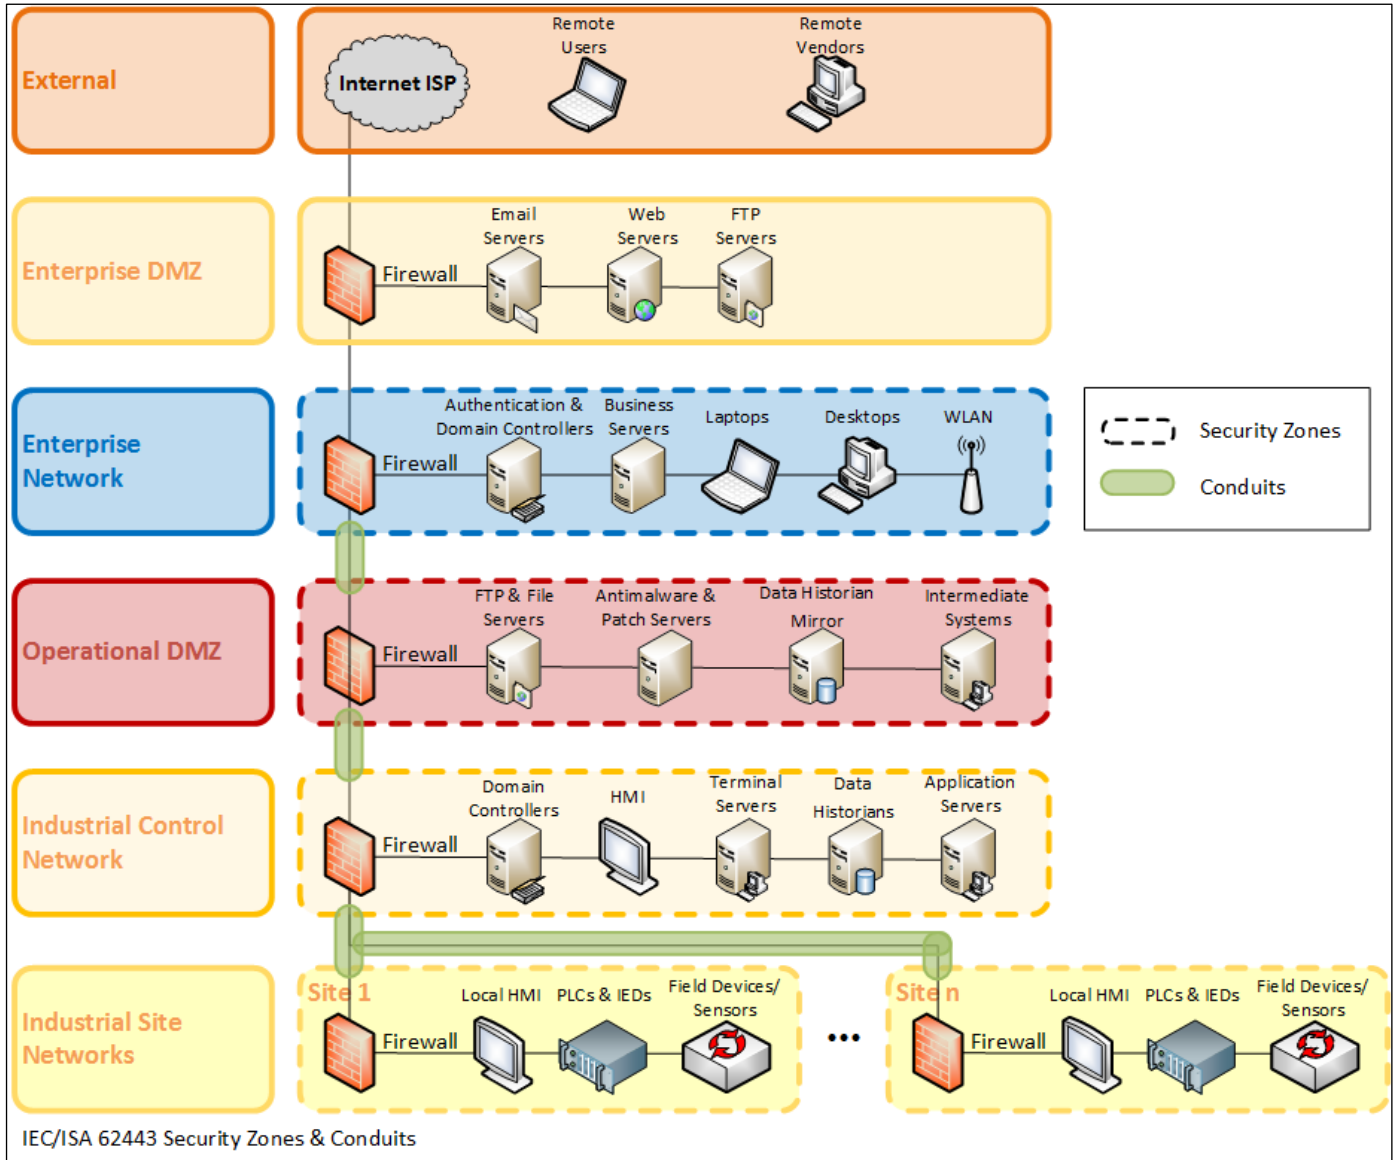 External
Internet ISP
Remote
Users
Remote
Vendors
Enterprise DMZ
Firewall
Email
Servers
Web
Servers
FTP
Servers
Enterprise
Network
Firewall
Authentication &
Domain Controllers
Business
Servers
Laptops
Desktops
WLAN
Security Zones
Conduits
Operational DMZ
Firewall
FTP & File
Servers
Antimalware &
Patch Servers
Data Historian
Mirror
Intermediate
Systems
Industrial Control
Network
Firewall
Domain
Controllers
HMI
Terminal
Servers
Data
Historians
Application
Servers
Industrial Site
Networks
Site 1
Firewall
Local HMI
PLCs & IEDs
Field Devices/
Sensors
•••
Site n
Firewall
Local HMI
PLCs & IEDs
Field Devices/
Sensors
IEC/ISA 62443 Security Zones & Conduits